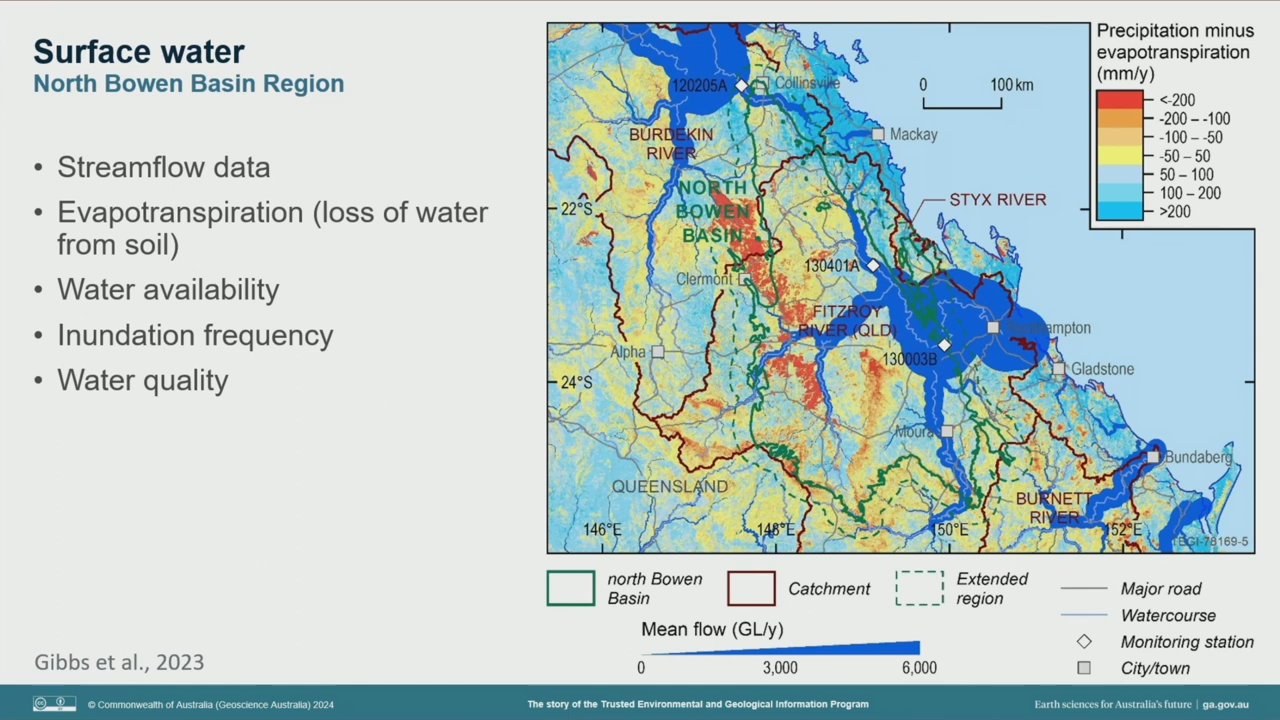 Surface water
North Bowen Basin Region
• Streamflow data
• Evapotranspiration (loss of water
from soil)
• Water availability
• Inundation frequency
• Water quality
Gibbs et al., 2023
Precipitation minus
evapotranspiration
(mm/y)
<-200
-200 – -100
-100 – -50
-50 – 50
50 – 100
100 – 200
>200
0 100 km
120205A
Collinsville
Mackay
BURDEKIN
RIVER
NORTH
BOWEN
BASIN
STYX RIVER
22°S
130401A
Clermont
FITZROY
RIVER (QLD)
Rockhampton
Alpha
130003B
Gladstone
24°S
Moura
Bundaberg
QUEENSLAND
BURNETT
RIVER
146°E
148°E
150°E
152°E
TEGI-78169-5
north Bowen
Basin
Catchment
Extended
region
Major road
Watercourse
Monitoring station
City/town
Mean flow (GL/y)
0 3,000 6,000
© Commonwealth of Australia (Geoscience Australia) 2024
The story of the Trusted Environmental and Geological Information Program
Earth sciences for Australia's future | ga.gov.au